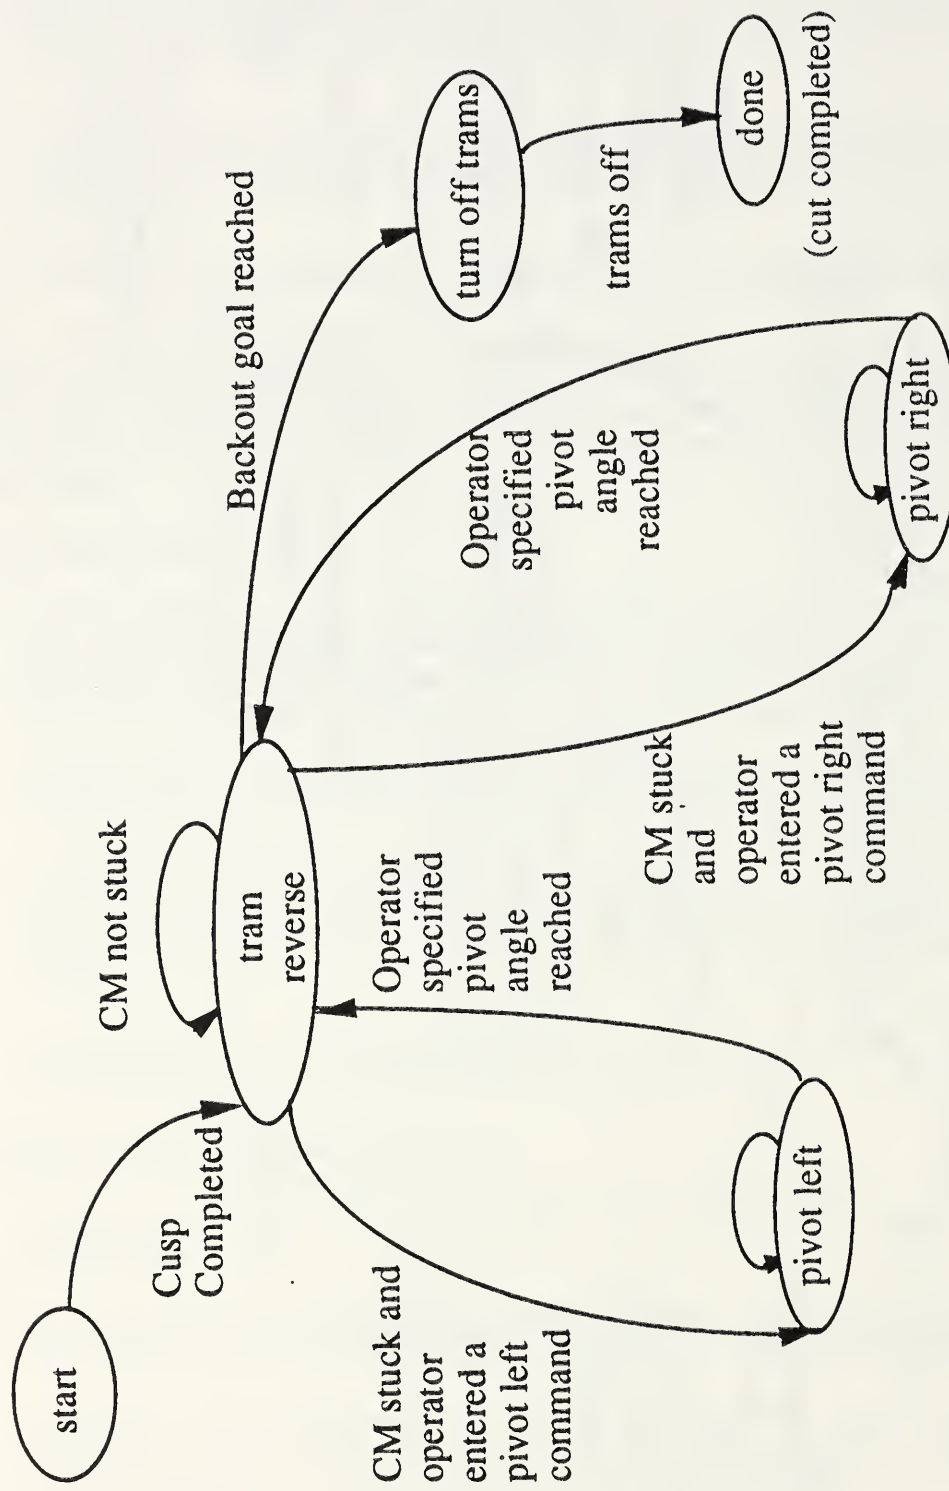 start
Cusp
Completed
CM not stuck
tram
reverse
Backout goal reached
turn off trams
trams off
done
(cut completed)
CM stuck and
operator
entered a
pivot left
command
pivot left
Operator
specified
pivot
angle
reached
CM stuck
and
operator
entered a
pivot right
command
Operator
specified
pivot
angle
reached
pivot right